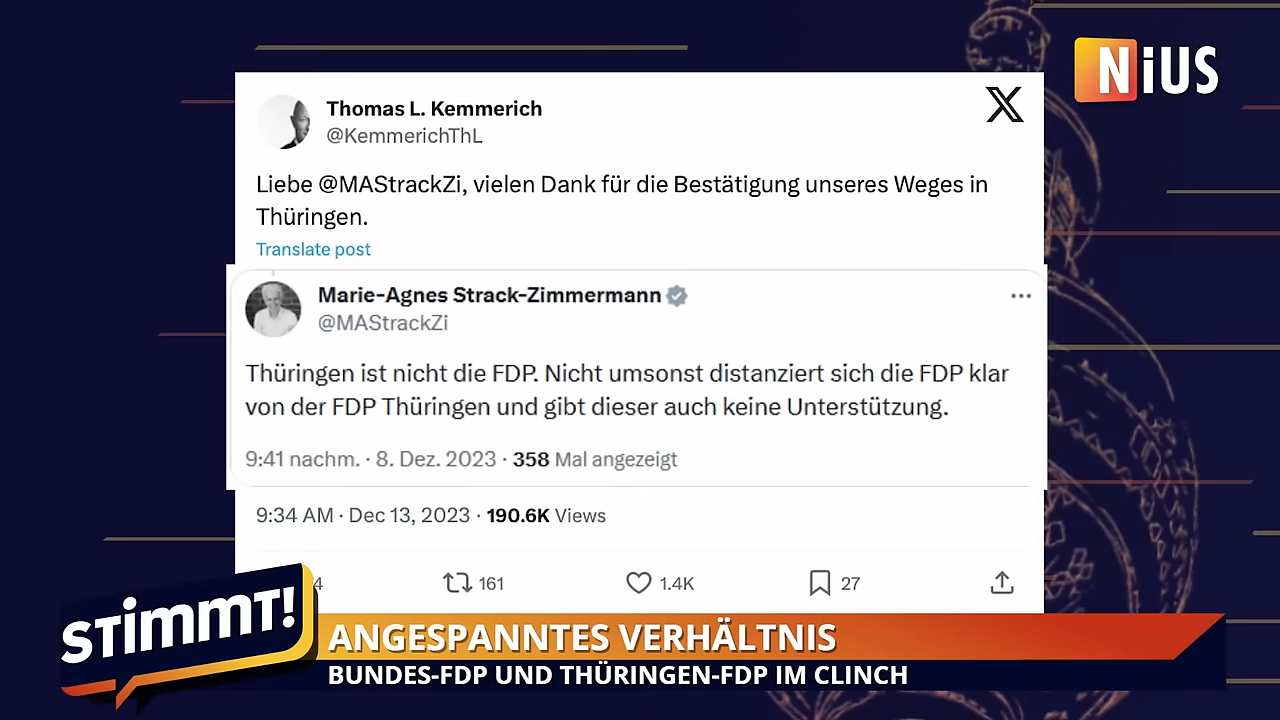 NiUS
Thomas L. Kemmerich
@KemmerichThL
Liebe @MAStrackZi, vielen Dank für die Bestätigung unseres Weges in
Thüringen.
Translate post
Marie-Agnes Strack-Zimmermann
@MAStrackZi
Thüringen ist nicht die FDP. Nicht umsonst distanziert sich die FDP klar
von der FDP Thüringen und gibt dieser auch keine Unterstützung.
9:41 nachm. · 8. Dez. 2023 · 358 Mal angezeigt
9:34 AM · Dec 13, 2023 · 190.6K Views
161 1.4K 27
STimmT!
ANGESPANNTES VERHÄLTNIS
BUNDES-FDP UND THÜRINGEN-FDP IM CLINCH